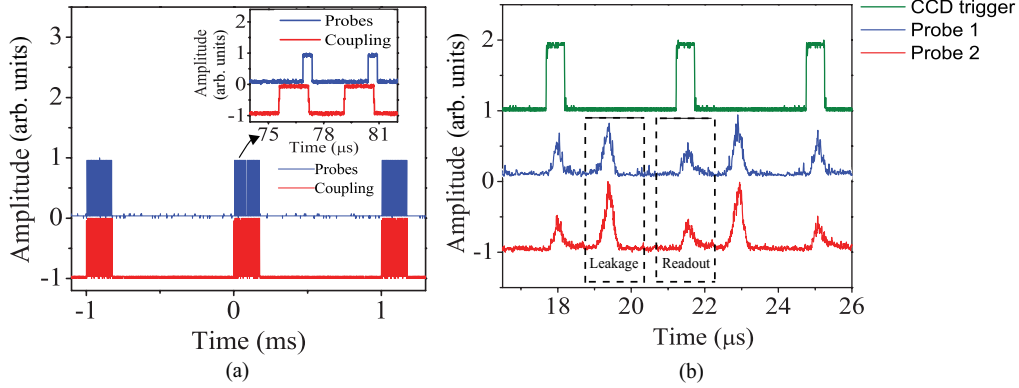 (a)
Amplitude (arb. units)
3
2
1
0
-1
-1
0
1
Time (ms)
Probes
Coupling
Amplitude
(arb. units)
2
1
0
-1
75
78
81
Time (μs)
Probes
Coupling
(a)
CCD trigger
Probe 1
Probe 2
Amplitude (arb. units)
2
1
0
-1
Leakage
Readout
18
20
22
24
26
Time (μs)
(b)